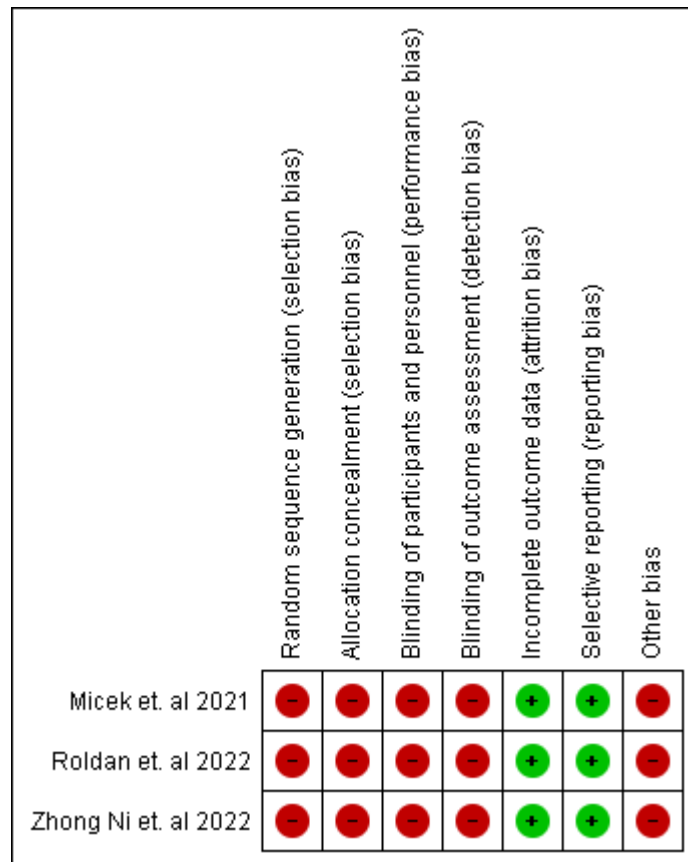 Random sequence generation (selection bias)
Allocation concealment (selection bias)
Blinding of participants and personnel (performance bias)
Blinding of outcome assessment (detection bias)
Incomplete outcome data (attrition bias)
Selective reporting (reporting bias)
Other bias
Micek et. al 2021 - - - - + + -
Roldan et. al 2022 - - - - + + -
Zhong Ni et. al 2022 - - - - + + -